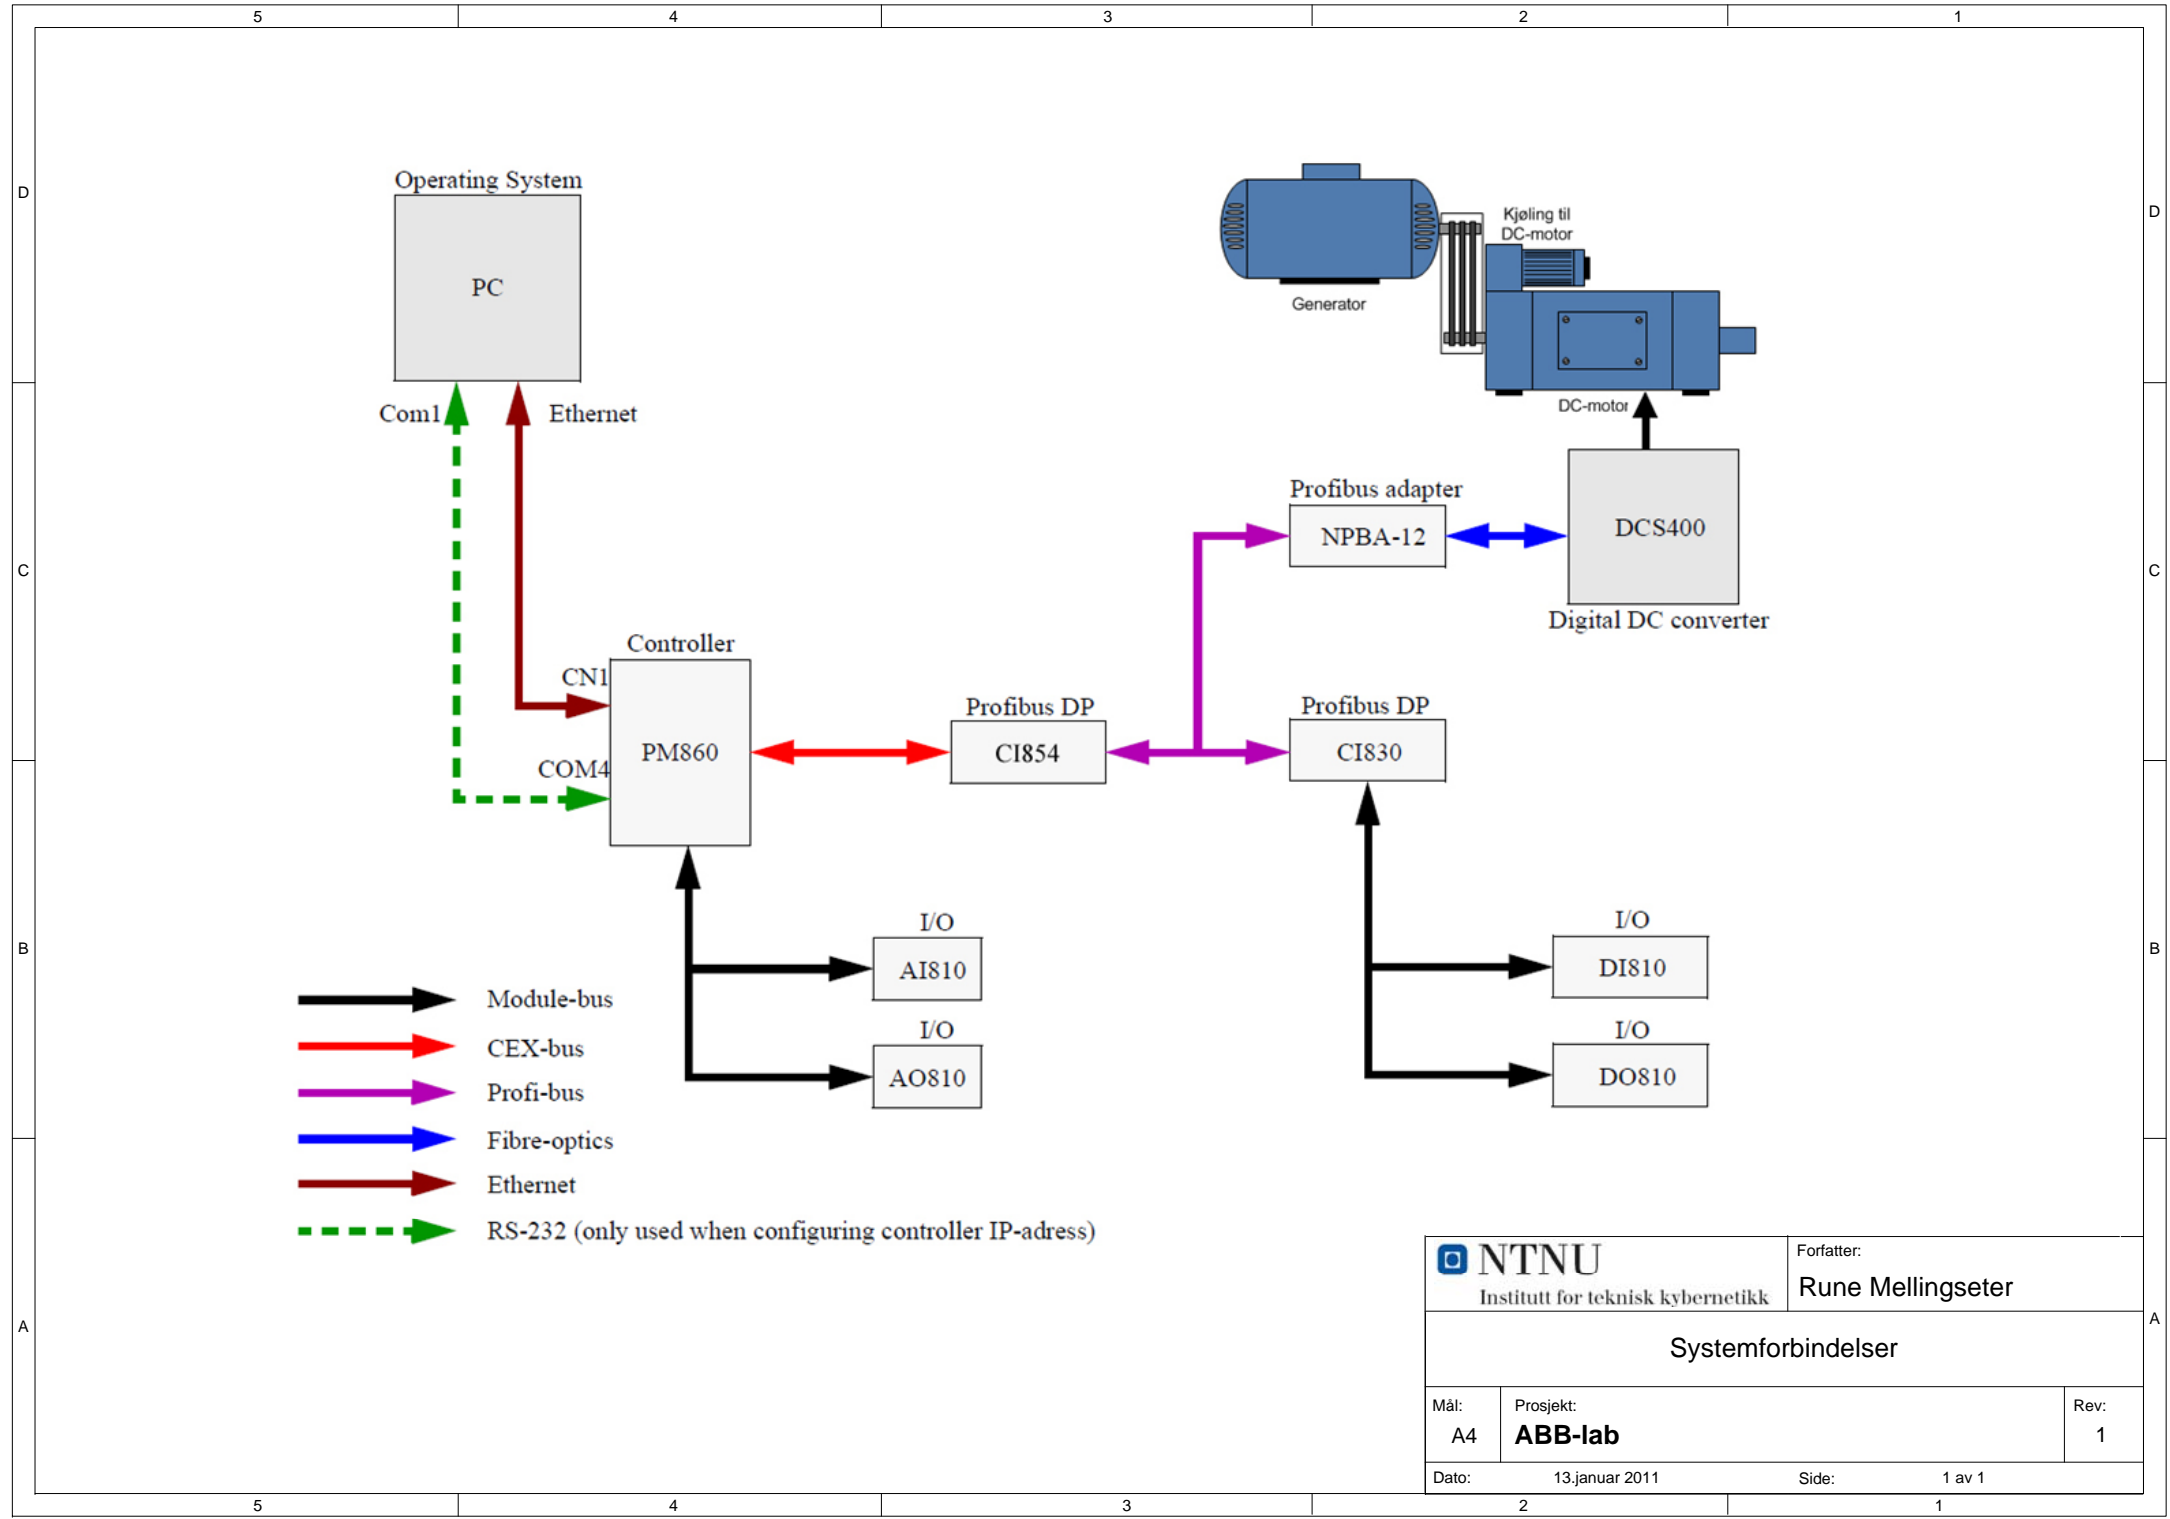 5 4 3 2 1
D
D
C
C
B
B
A
A
Operating System
PC
Com1
Ethernet
Kjøling til
DC-motor
Generator
DC-motor
Profibus adapter
NPBA-12
DCS400
Digital DC converter
Controller
CN1
PM860
COM4
Profibus DP
CI854
Profibus DP
CI830
I/O
AI810
I/O
AO810
I/O
DI810
I/O
DO810
Module-bus
CEX-bus
Profi-bus
Fibre-optics
Ethernet
RS-232 (only used when configuring controller IP-adress)
NTNU
Institutt for teknisk kybernetikk
Forfatter:
Rune Mellingseter
Systemforbindelser
Mål:
A4
Prosjekt:
ABB-lab
Rev:
1
Dato: 13.januar 2011
Side: 1 av 1
5 4 3 2 1